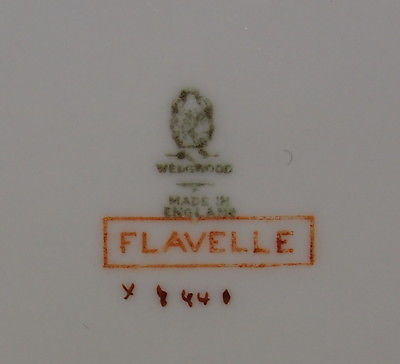 WEDGWOOD
MADE IN
ENGLAND
FLAVELLE
X 8440